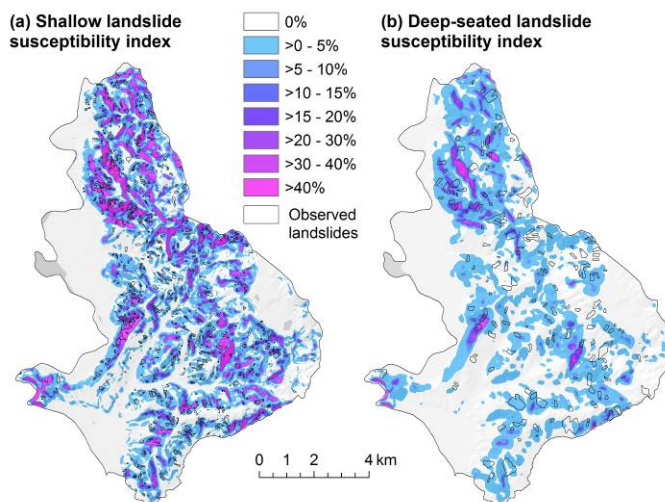 (a) Shallow landslide
susceptibility index
0%
>0 - 5%
>5 - 10%
>10 - 15%
>15 - 20%
>20 - 30%
>30 - 40%
>40%
Observed
landslides
(b) Deep-seated landslide
susceptibility index
0 1 2 4 km